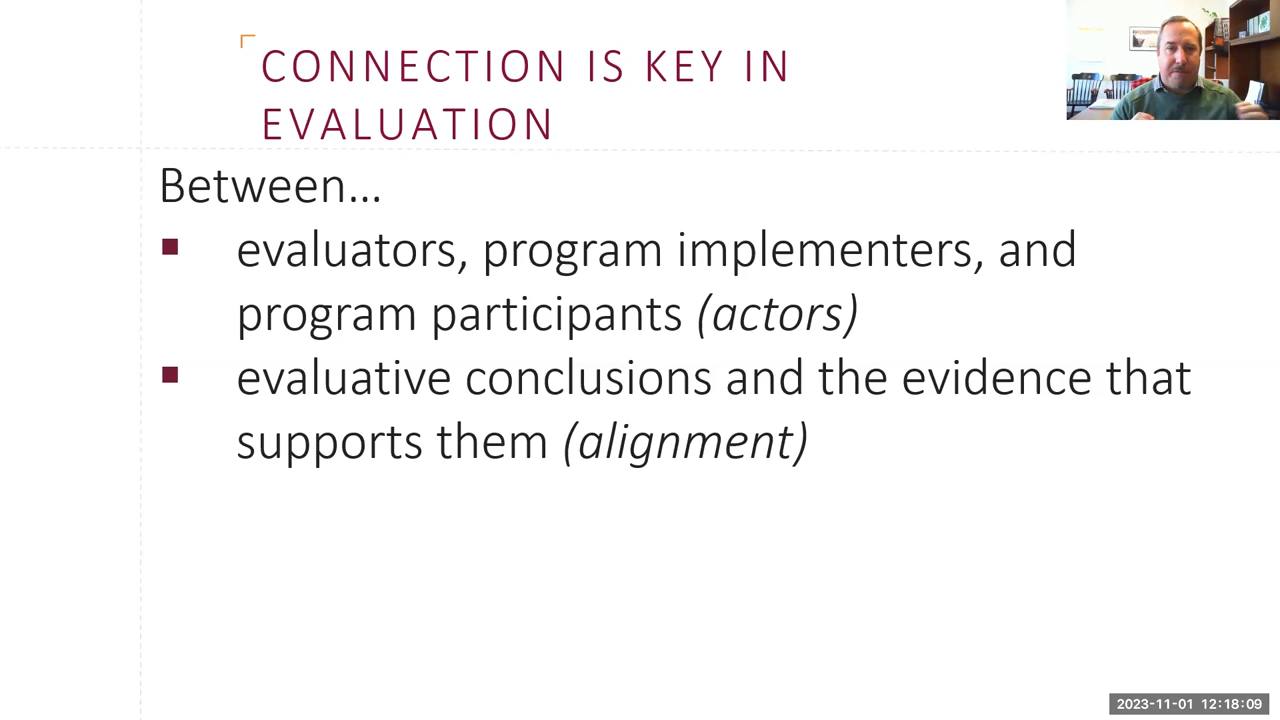 CONNECTION IS KEY IN
EVALUATION
Between…
▪ evaluators, program implementers, and
program participants (actors)
▪ evaluative conclusions and the evidence that
supports them (alignment)
2023-11-01 12:18:09